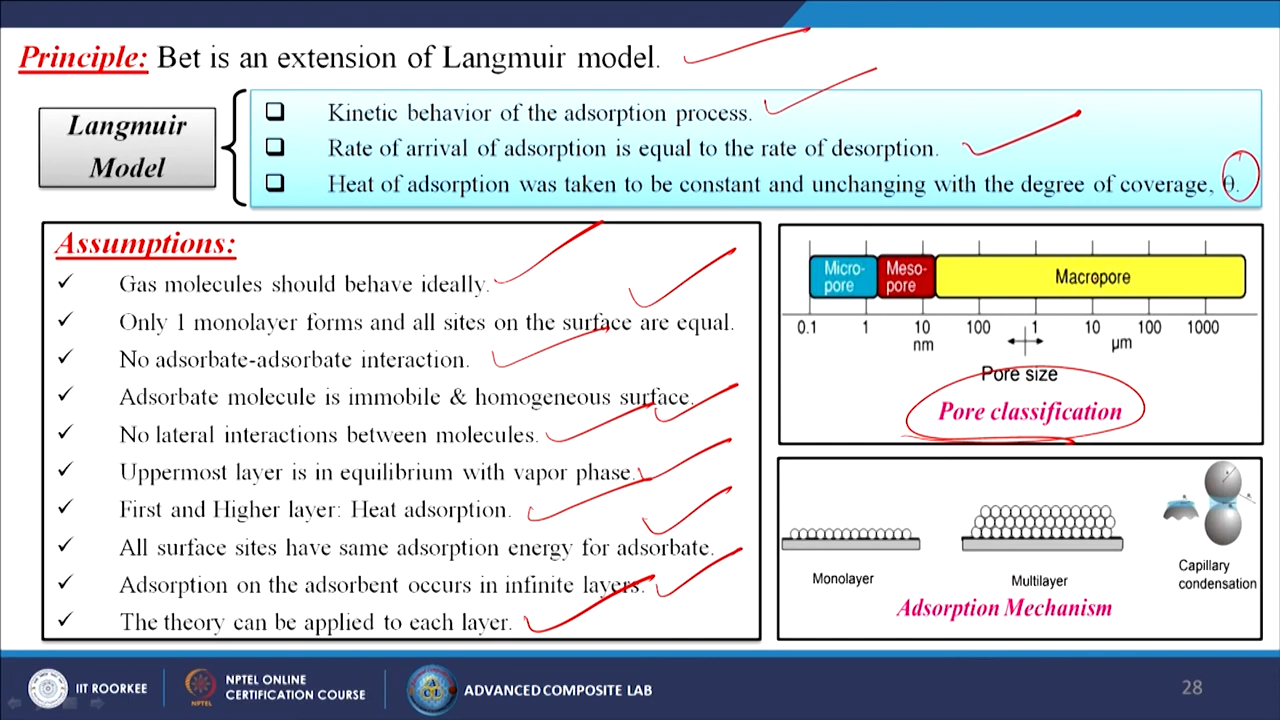 Principle: Bet is an extension of Langmuir model.
Langmuir
Model
Kinetic behavior of the adsorption process.
Rate of arrival of adsorption is equal to the rate of desorption.
Heat of adsorption was taken to be constant and unchanging with the degree of coverage, θ.
Assumptions:
Gas molecules should behave ideally.
Only 1 monolayer forms and all sites on the surface are equal.
No adsorbate-adsorbate interaction.
Adsorbate molecule is immobile & homogeneous surface.
No lateral interactions between molecules.
Uppermost layer is in equilibrium with vapor phase.
First and Higher layer: Heat adsorption.
All surface sites have same adsorption energy for adsorbate.
Adsorption on the adsorbent occurs in infinite layers.
The theory can be applied to each layer.
Micro-
pore
Meso-
pore
Macropore
0.1 1 10 100 1 10 100 1000
nm μm
Pore size
Pore classification
Monolayer
Multilayer
Capillary
condensation
Adsorption Mechanism
IIT ROORKEE
NPTEL ONLINE
CERTIFICATION COURSE
NPTEL
ADVANCED COMPOSITE LAB
28